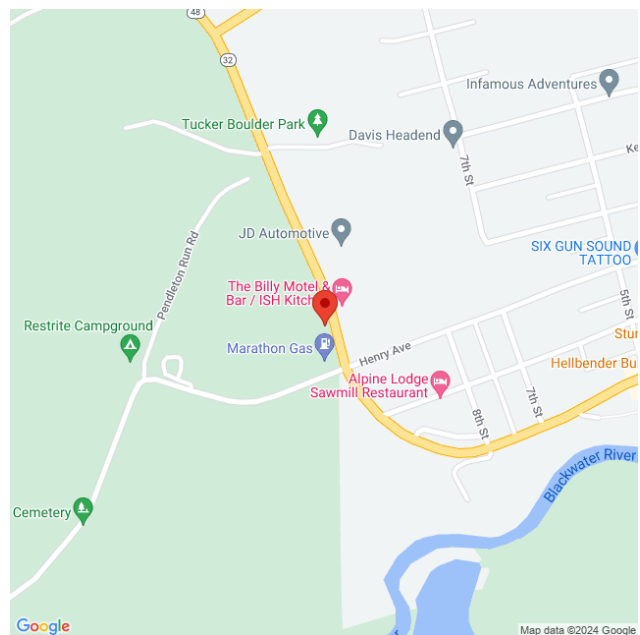 48
32
Infamous Adventures
Tucker Boulder Park
Davis Headend
7th St
Ke
Pendleton Run Rd
JD Automotive
SIX GUN SOUND
TATTOO
The Billy Motel &
Bar / ISH Kitch
5th St
Restrite Campground
Marathon Gas
Henry Ave
Stur
Hellbender Bu
Alpine Lodge
Sawmill Restaurant
8th St
7th St
Blackwater River
Cemetery
Google
Map data ©2024 Google